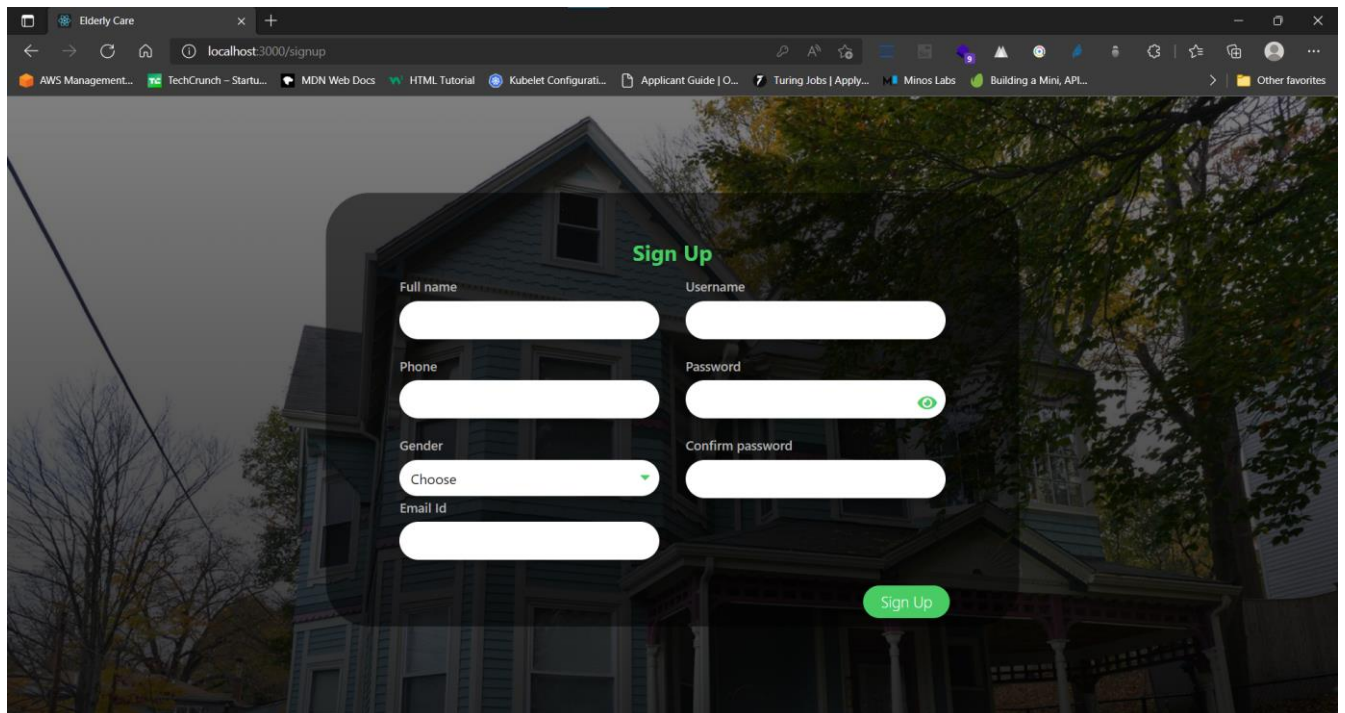 Elderly Care
localhost:3000/signup
AWS Management... TechCrunch – Startu... MDN Web Docs HTML Tutorial Kubelet Configurati... Applicant Guide | O... Turing Jobs | Apply... Minos Labs Building a Mini, API... Other favorites
Sign Up
Full name Username
Phone Password
Gender Confirm password
Choose
Email Id
Sign Up